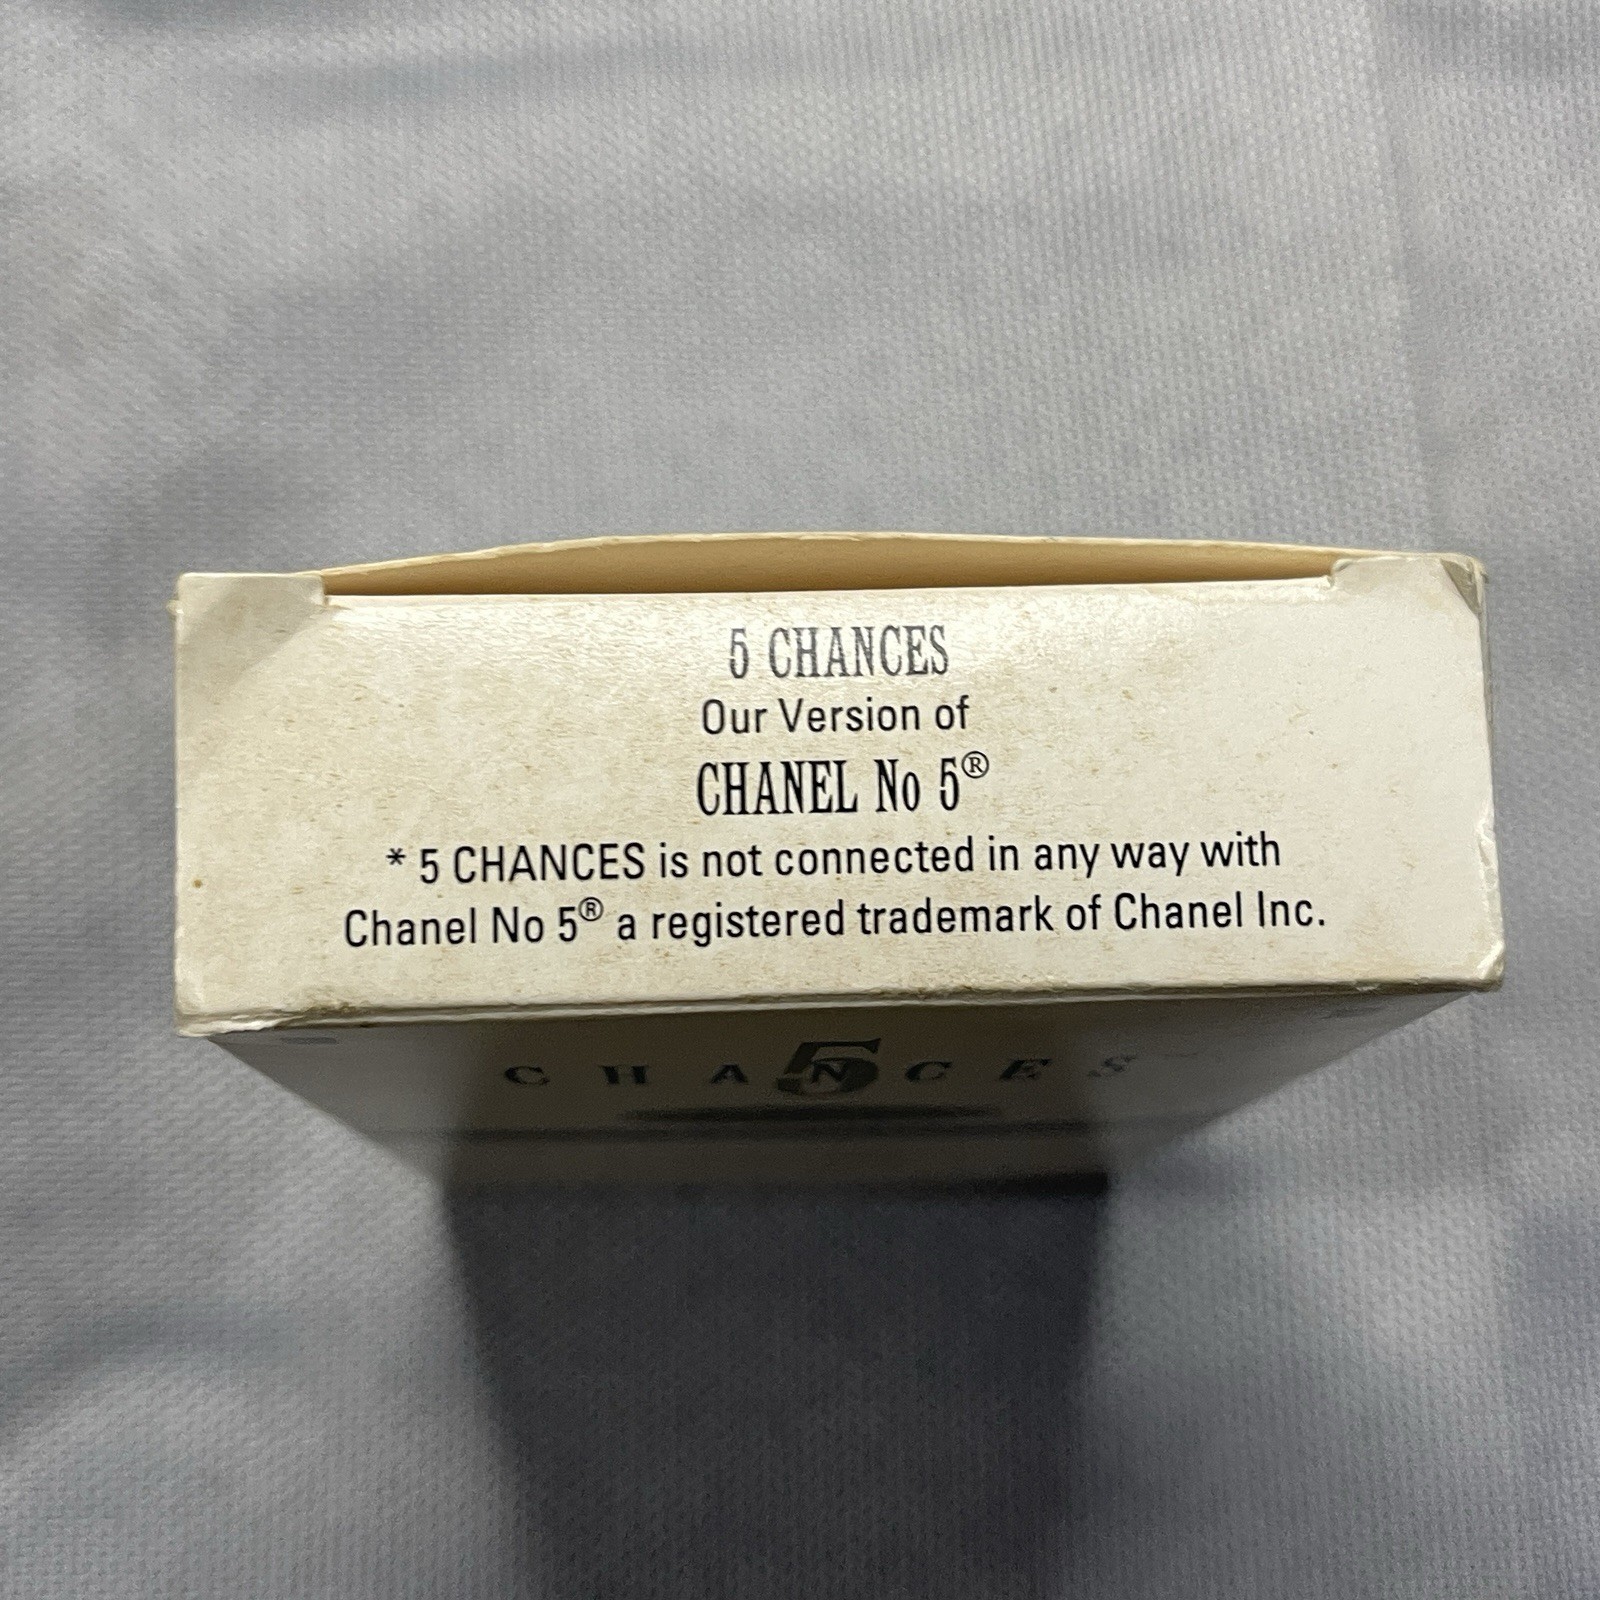 5 CHANCES
Our Version of
CHANEL No 5®
* 5 CHANCES is not connected in any way with
Chanel No 5® a registered trademark of Chanel Inc.
5
CHANCES